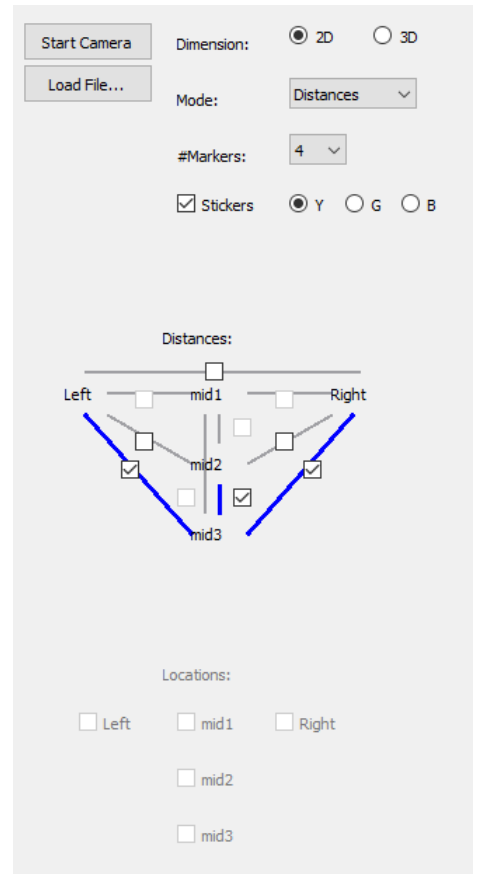 Start Camera Dimension: 2D 3D
Load File...
Mode: Distances
#Markers: 4
Stickers Y G B
Distances:
Left mid1 Right
mid2
mid3
Locations:
Left mid1 Right
mid2
mid3